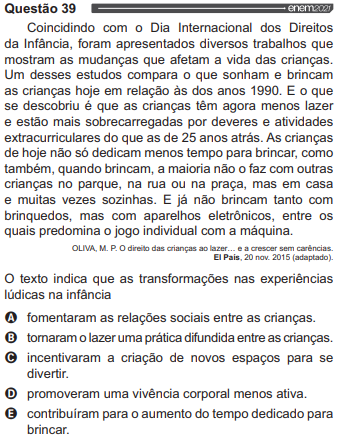 Questão 39
enem2021
Coincidindo com o Dia Internacional dos Direitos
da Infância, foram apresentados diversos trabalhos que
mostram as mudanças que afetam a vida das crianças.
Um desses estudos compara o que sonham e brincam
as crianças hoje em relação às dos anos 1990. E o que
se descobriu é que as crianças têm agora menos lazer
e estão mais sobrecarregadas por deveres e atividades
extracurriculares do que as de 25 anos atrás. As crianças
de hoje não só dedicam menos tempo para brincar, como
também, quando brincam, a maioria não o faz com outras
crianças no parque, na rua ou na praça, mas em casa
e muitas vezes sozinhas. E já não brincam tanto com
brinquedos, mas com aparelhos eletrônicos, entre os
quais predomina o jogo individual com a máquina.
OLIVA, M. P. O direito das crianças ao lazer... e a crescer sem carências.
El País, 20 nov. 2015 (adaptado).
O texto indica que as transformações nas experiências
lúdicas na infância
A fomentaram as relações sociais entre as crianças.
B tornaram o lazer uma prática difundida entre as crianças.
C incentivaram a criação de novos espaços para se
divertir.
D promoveram uma vivência corporal menos ativa.
E contribuíram para o aumento do tempo dedicado para
brincar.